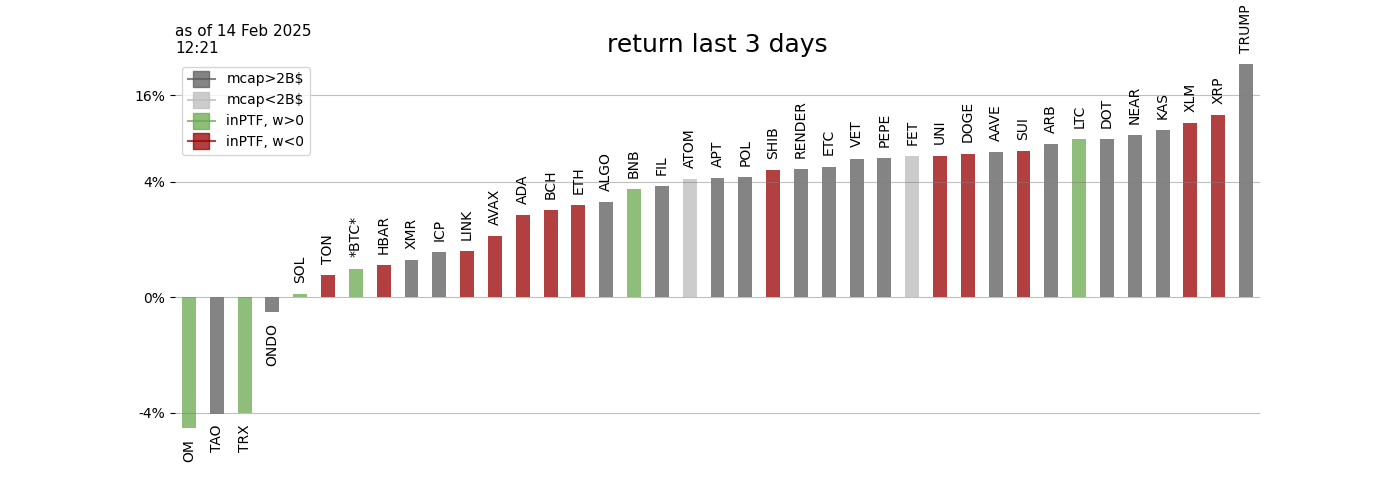 as of 14 Feb 2025
12:21
return last 3 days
mcap>2B$
mcap<2B$
inPTF, w>0
inPTF, w<0
16%
4%
0%
-4%
OM
TAO
TRX
ONDO
SOL
TON
*BTC*
HBAR
XMR
ICP
LINK
AVAX
ADA
BCH
ETH
ALGO
BNB
FIL
ATOM
APT
POL
SHIB
RENDER
ETC
VET
PEPE
FET
UNI
DOGE
AAVE
SUI
ARB
LTC
DOT
NEAR
KAS
XLM
XRP
TRUMP